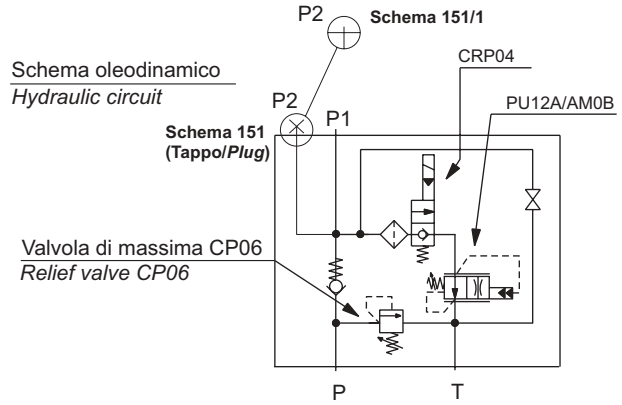 P2
Schema 151/1
CRP04
Schema oleodinamico
Hydraulic circuit
PU12A/AM0B
P2
P1
Schema 151
(Tappo/Plug)
Valvola di massima CP06
Relief valve CP06
P
T